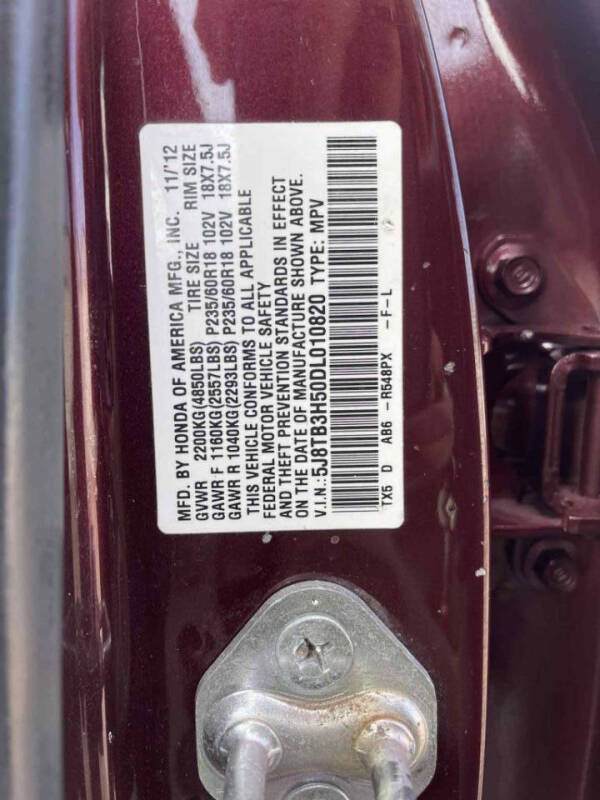 MFD. BY HONDA OF AMERICA MFG., INC. 11/'12
GVWR 2200KG(4850LBS) TIRE SIZE RIM SIZE
GAWR F 1160KG(2557LBS) P235/60R18 102V 18X7.5J
GAWR R 1040KG(2293LBS) P235/60R18 102V 18X7.5J
THIS VEHICLE CONFORMS TO ALL APPLICABLE
FEDERAL MOTOR VEHICLE SAFETY
AND THEFT PREVENTION STANDARDS IN EFFECT
ON THE DATE OF MANUFACTURE SHOWN ABOVE.
V.I.N.: 5J8TB3H50DL010820 TYPE: MPV
TX6 D AB6 -R548PX -F-L